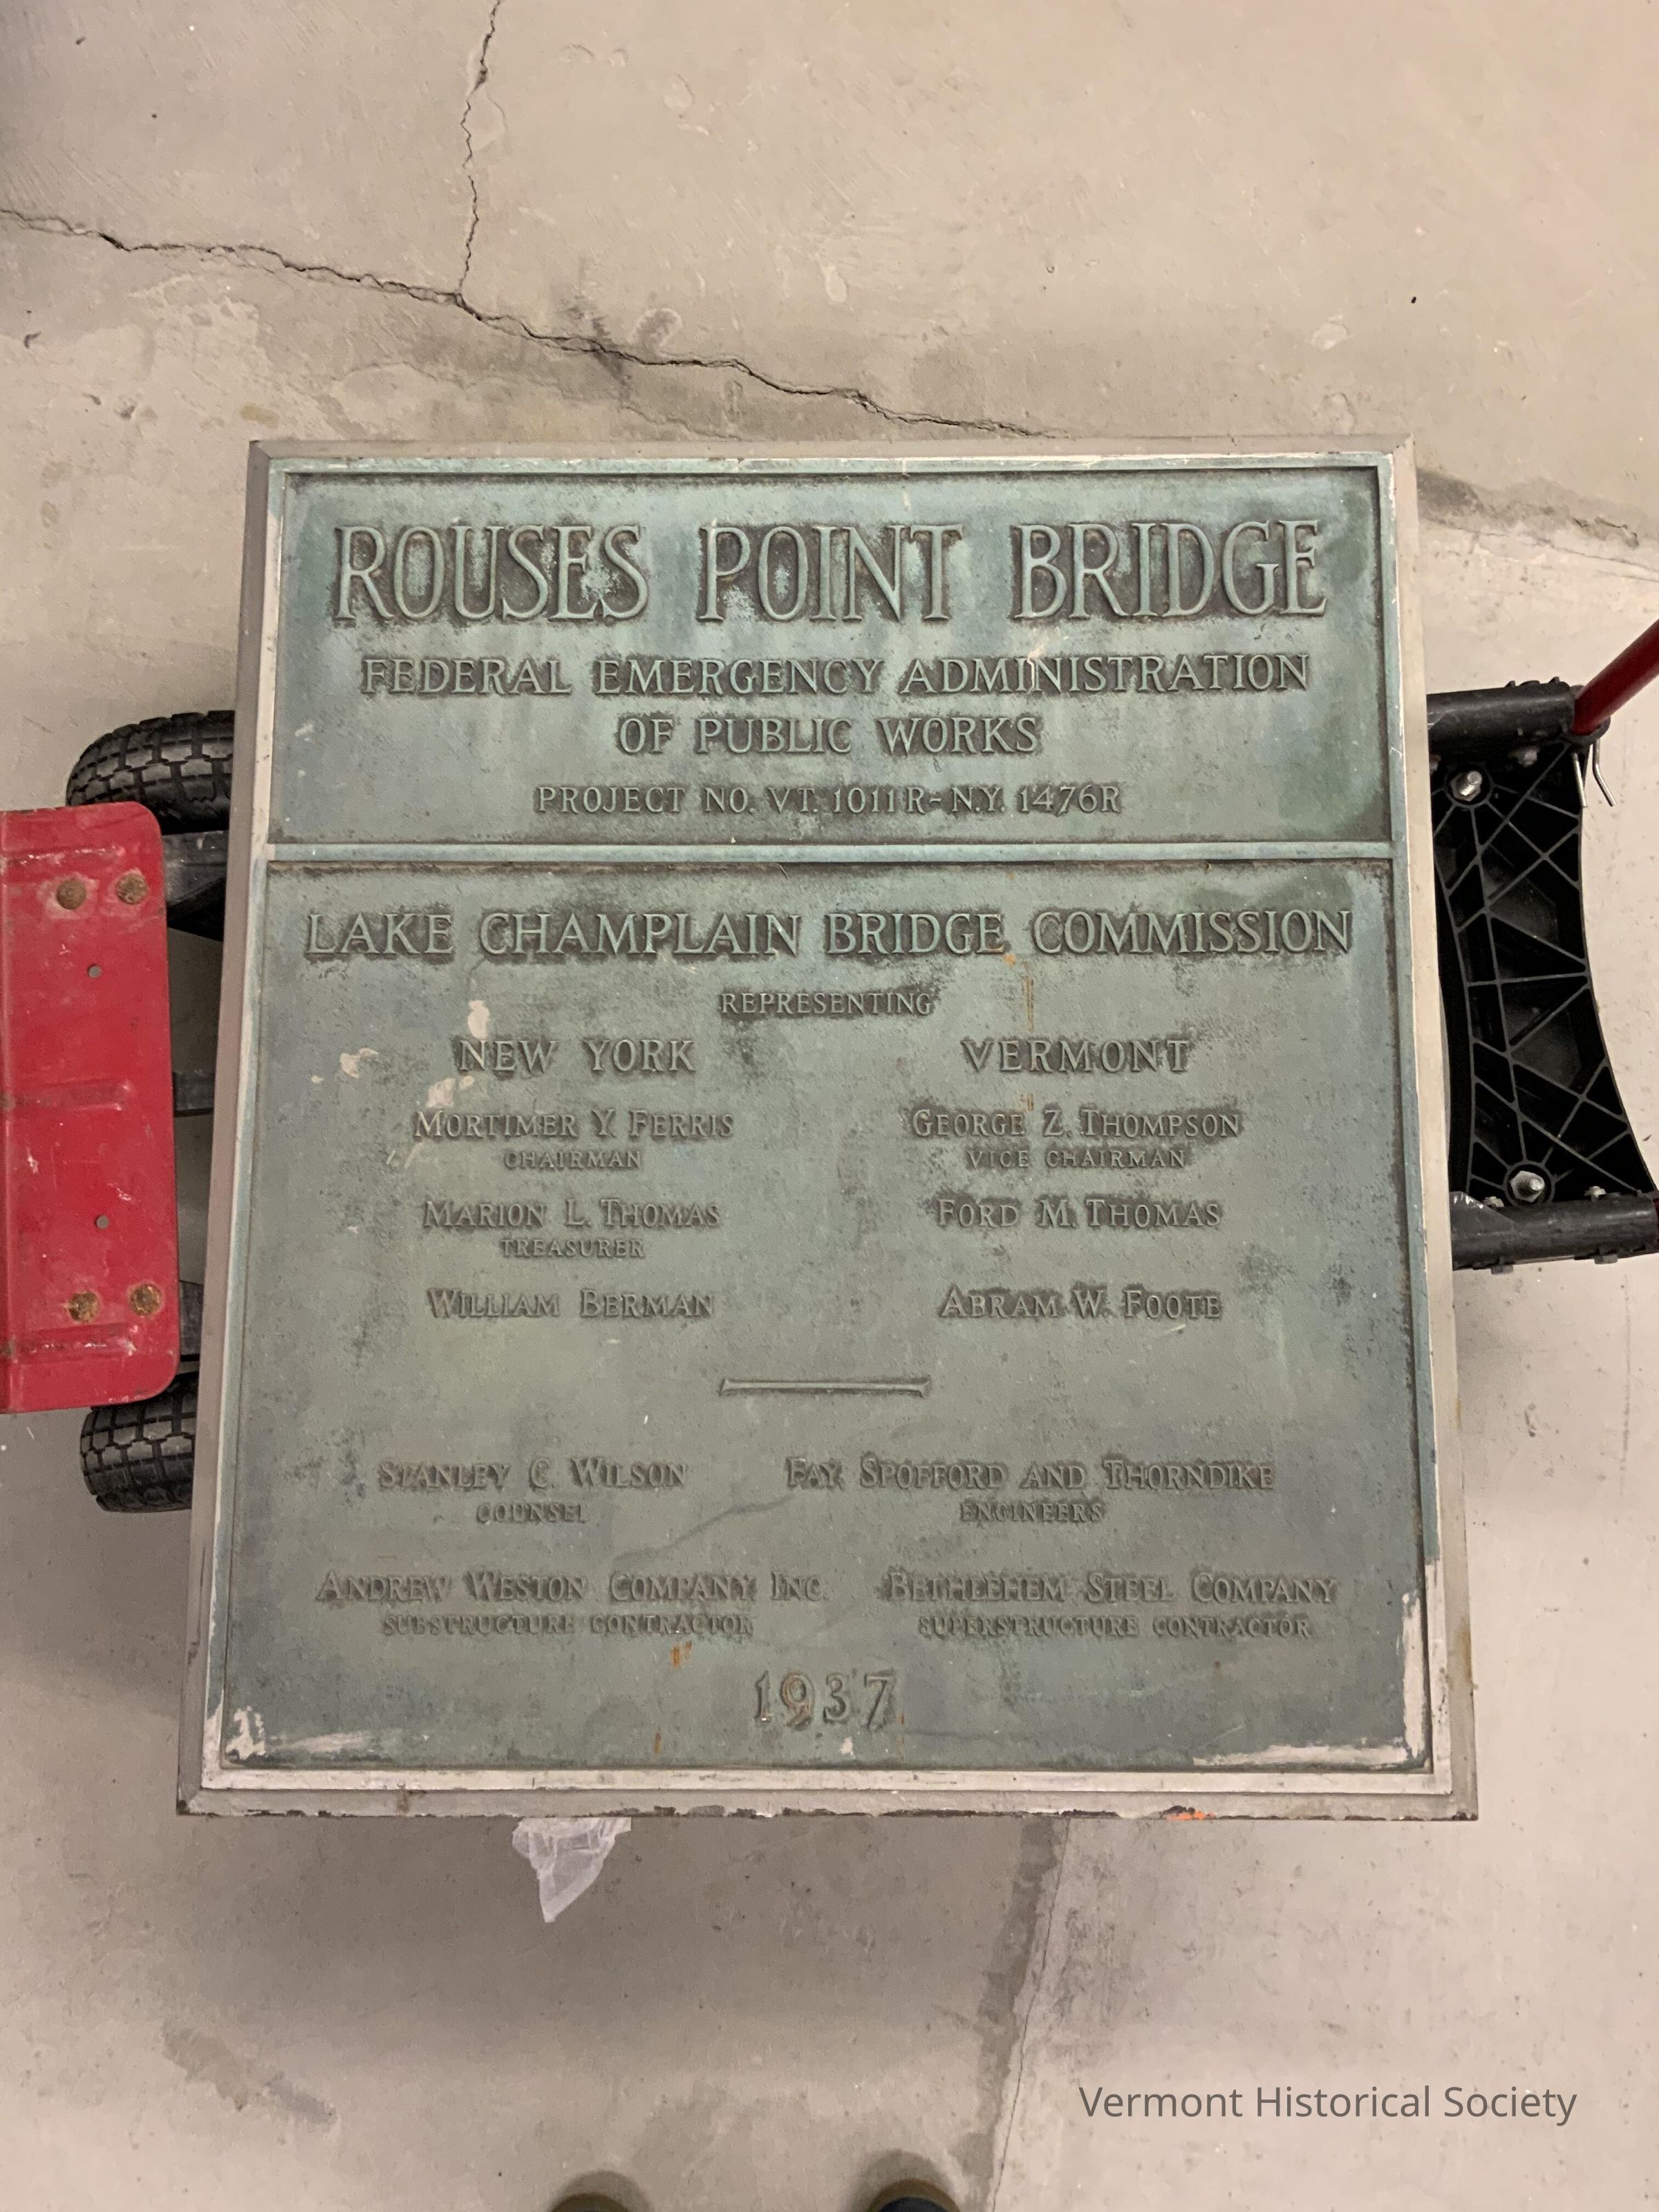 ROUSES POINT BRIDGE
FEDERAL EMERGENCY ADMINISTRATION
OF PUBLIC WORKS
PROJECT NO. VT. 1011R-N.Y. 1476R
LAKE CHAMPLAIN BRIDGE COMMISSION
REPRESENTING
NEW YORK VERMONT
MORTIMER Y. FERRIS GEORGE Z. THOMPSON
CHAIRMAN VICE CHAIRMAN
MARION L. THOMAS FORD M. THOMAS
TREASURER
WILLIAM BERMAN ABRAM W. FOOTE
STANLEY C. WILSON FAY, SPOFFORD AND THORNDIKE
COUNSEL ENGINEERS
ANDREW WESTON COMPANY INC. BETHLEHEM STEEL COMPANY
SUBSTRUCTURE CONTRACTOR SUPERSTRUCTURE CONTRACTOR
1937
Vermont Historical Society